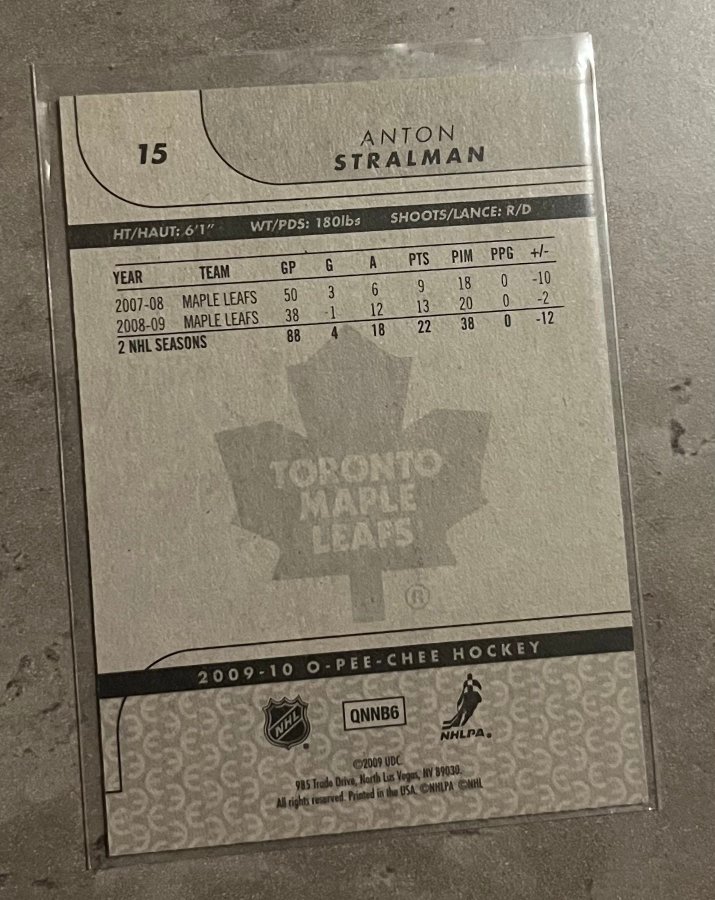 15
ANTON
STRALMAN
HT/HAUT: 6'1" WT/PDS: 180lbs SHOOTS/LANCE: R/D
YEAR TEAM GP G A PTS PIM PPG +/-
2007-08 MAPLE LEAFS 50 3 6 9 18 0 -10
2008-09 MAPLE LEAFS 38 1 12 13 20 0 -2
2 NHL SEASONS 88 4 18 22 38 0 -12
TORONTO
MAPLE
LEAFS
®
2009-10 O-PEE-CHEE HOCKEY
NHL ®
QNNB6
NHLPA®
©2009 UDC
985 Trade Drive, North Las Vegas, NV 89030.
All rights reserved. Printed in the USA. ©NHLPA ©NHL